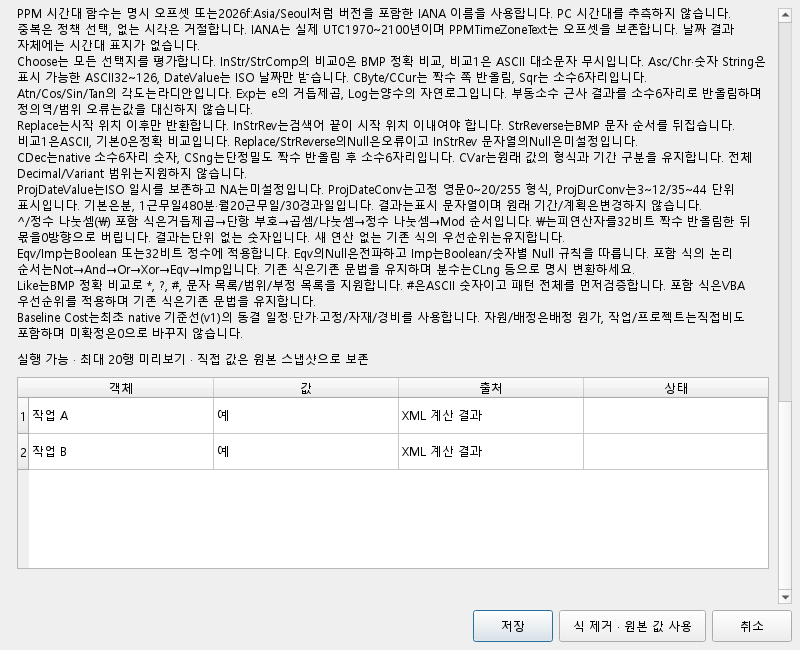 PPM 시간대 함수는 명시 오프셋 또는2026f:Asia/Seoul처럼 버전을 포함한 IANA 이름을 사용합니다. PC 시간대를 추측하지 않습니다.
중복은 정책 선택, 없는 시각은 거절합니다. IANA는 실제 UTC1970~2100년이며 PPMTimeZoneText는 오프셋을 보존합니다. 날짜 결과
자체에는 시간대 표지가 없습니다.
Choose는 모든 선택지를 평가합니다. InStr/StrComp의 비교0은 BMP 정확 비교, 비교1은 ASCII 대소문자 무시입니다. Asc/Chr·숫자 String은
표시 가능한 ASCII32~126, DateValue는 ISO 날짜만 받습니다. CByte/CCur는 짝수 쪽 반올림, Sqr는 소수6자리입니다.
Atn/Cos/Sin/Tan의 각도는라디안입니다. Exp는 e의 거듭제곱, Log는양수의 자연로그입니다. 부동소수 근사 결과를 소수6자리로 반올림하며
정의역/범위 오류는값을 대신하지 않습니다.
Replace는시작 위치 이후만 반환합니다. InStrRev는검색어 끝이 시작 위치 이내여야 합니다. StrReverse는BMP 문자 순서를 뒤집습니다.
비교1은ASCII, 기본0은정확 비교입니다. Replace/StrReverse의Null은오류이고 InStrRev 문자열의Null은미설정입니다.
CDec는native 소수6자리 숫자, CSng는단정밀도 짝수 반올림 후 소수6자리입니다. CVar는원래 값의 형식과 기간 구분을 유지합니다. 전체
Decimal/Variant 범위는지원하지 않습니다.
ProjDateValue는ISO 일시를 보존하고 NA는미설정입니다. ProjDateConv는고정 영문0~20/255 형식, ProjDurConv는3~12/35~44 단위
표시입니다. 기본은분, 1근무일480분·월20근무일/30경과일입니다. 결과는표시 문자열이며 원래 기간/계획은변경하지 않습니다.
^/정수 나눗셈(₩) 포함 식은거듭제곱→단항 부호→곱셈/나눗셈→정수 나눗셈→Mod 순서입니다. ₩는피연산자를32비트 짝수 반올림한 뒤
몫을0방향으로 버립니다. 결과는단위 없는 숫자입니다. 새 연산 없는 기존 식의 우선순위는유지합니다.
Eqv/Imp는Boolean 또는32비트 정수에 적용합니다. Eqv의Null은전파하고 Imp는Boolean/숫자별 Null 규칙을 따릅니다. 포함 식의 논리
순서는Not→And→Or→Xor→Eqv→Imp입니다. 기존 식은기존 문법을 유지하며 분수는CLng 등으로 명시 변환하세요.
Like는BMP 정확 비교로 *, ?, #, 문자 목록/범위/부정 목록을 지원합니다. #은ASCII 숫자이고 패턴 전체를 먼저검증합니다. 포함 식은VBA
우선순위를 적용하며 기존 식은기존 문법을 유지합니다.
Baseline Cost는최초 native 기준선(v1)의 동결 일정·단가·고정/자재/경비를 사용합니다. 자원/배정은배정 원가, 작업/프로젝트는직접비도
포함하며 미확정은0으로 바꾸지 않습니다.
실행 가능 · 최대 20행 미리보기 · 직접 값은 원본 스냅샷으로 보존
객체 값 출처 상태
1 작업 A 예 XML 계산 결과
2 작업 B 예 XML 계산 결과
저장 식 제거 · 원본 값 사용 취소